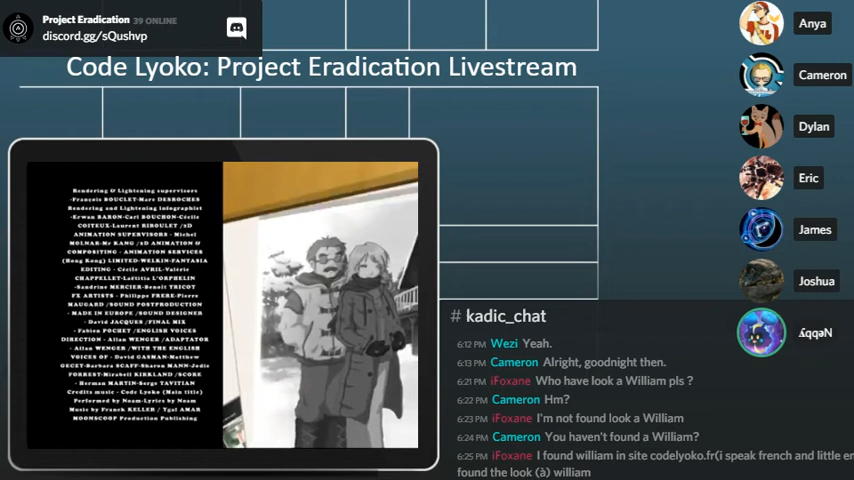 Project Eradication 39 ONLINE
discord.gg/sQushvp
Code Lyoko: Project Eradication Livestream
Rendering & Lightening supervisors
-François BOUCLET-Marc DESROCHES
Rendering and Lightening Infographist
-Erwan BARON-Carl BOUCHON-Cécile
COITEUX-Laurent RIBOULET /2D
ANIMATION SUPERVISORS - Michel
MOLNAR-Mc KANG /2D ANIMATION &
COMPOSITING - ANIMATION SERVICES
(Hong Kong) LIMITED-WELKIN-FANTASIA
EDITING - Cécile AVRIL-Valérie
CHAPPELLET-Laëtitia L'ORPHELIN
-Sandrine MERCIER-Benoît TRICOT
FX ARTISTS - Philippe FRERE-Pierre
MAUGARD /SOUND POSTPRODUCTION
- MADE IN EUROPE /SOUND DESIGNER
- David JACQUES /FINAL MIX
- Fabien POCHET /ENGLISH VOICES
DIRECTION - Allan WENGER /ADAPTATOR
- Allan WENGER /WITH THE ENGLISH
VOICES OF - David GASMAN-Matthew
GECZY-Barbara SCAFF-Sharon MANN-Jodie
FORREST-Mirabell KIRKLAND /SCORE
- Herman MARTIN-Serge TAVITIAN
Credits music - Code Lyoko (Main title)
Performed by Noam-Lyrics by Noam
Music by Franck KELLER / Ygal AMAR
MOONSCOOP Production Publishing
Anya
Cameron
Dylan
Eric
James
Joshua
ʎqqɐN
# kadic_chat
6:12 PM Wezi Yeah.
6:13 PM Cameron Alright, goodnight then.
6:21 PM iFoxane Who have look a William pls ?
6:22 PM Cameron Hm?
6:23 PM iFoxane I'm not found look a William
6:24 PM Cameron You haven't found a William?
6:25 PM iFoxane I found william in site codelyoko.fr(i speak french and little en
found the look (à) william